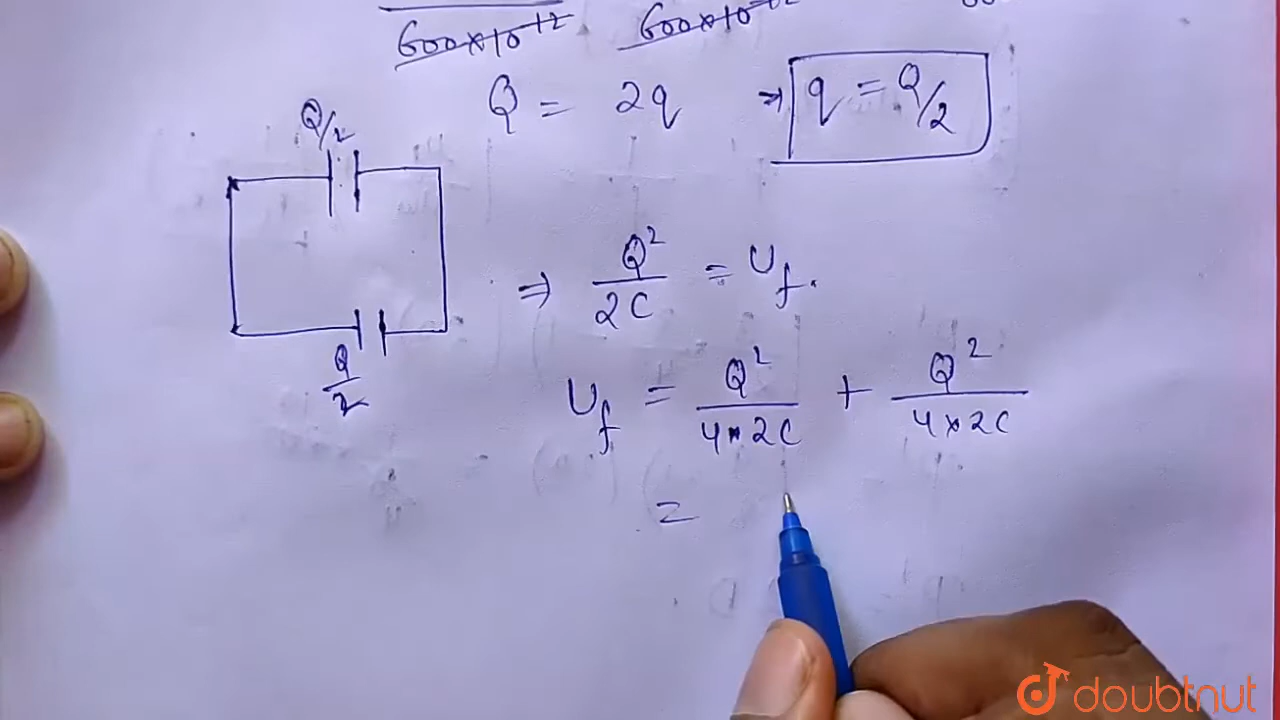 600×10⁻¹² 600×10⁻¹²
Q = 2q ⇒ q = Q/2
Q/2
⇒ Q²/2C = U_f.
Q/2
U_f = Q²/4×2C + Q²/4×2C
=
doubtnut